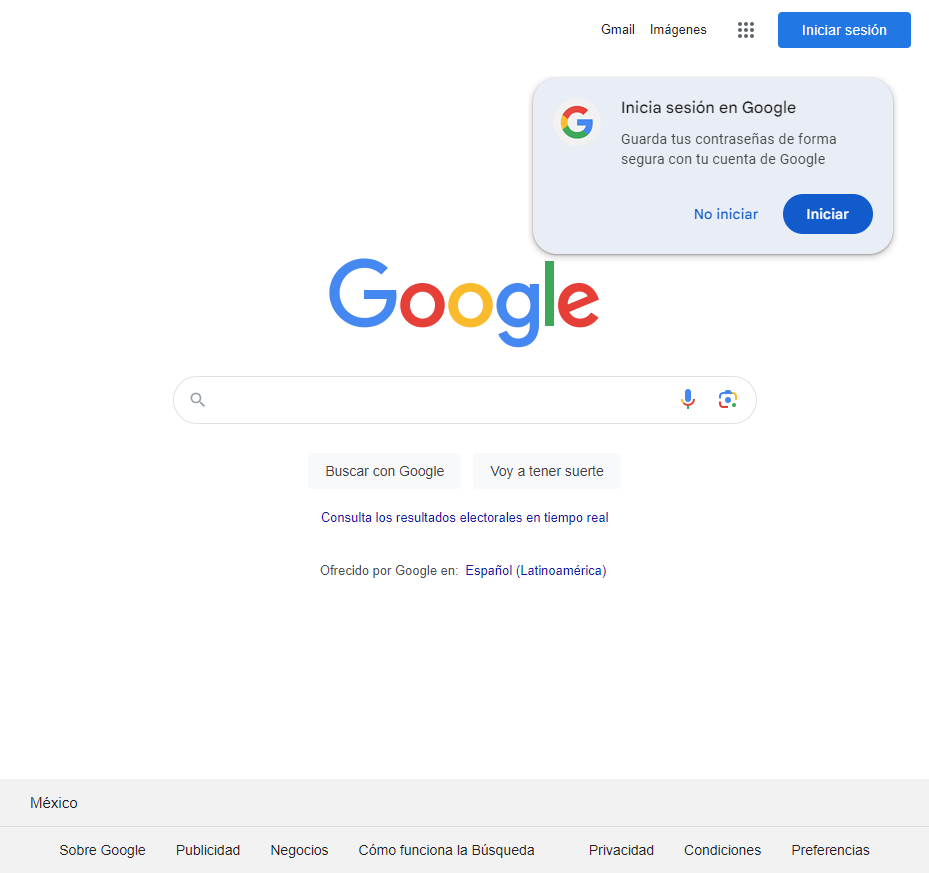 Gmail Imágenes Iniciar sesión
Inicia sesión en Google
Guarda tus contraseñas de forma
segura con tu cuenta de Google
No iniciar Iniciar
Google
Buscar con Google Voy a tener suerte
Consulta los resultados electorales en tiempo real
Ofrecido por Google en: Español (Latinoamérica)
México
Sobre Google Publicidad Negocios Cómo funciona la Búsqueda Privacidad Condiciones Preferencias